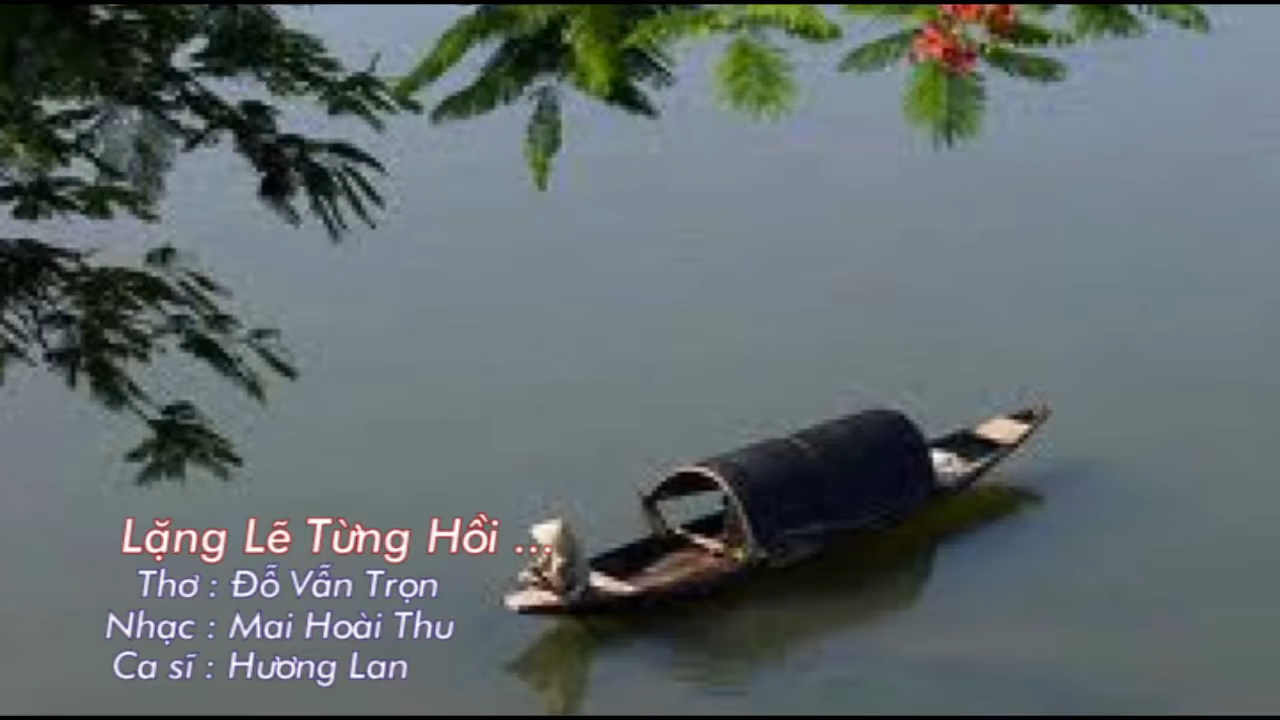 Lặng Lẽ Từng Hồi ...
Thơ : Đỗ Vẫn Trọn
Nhạc : Mai Hoài Thu
Ca sĩ : Hương Lan